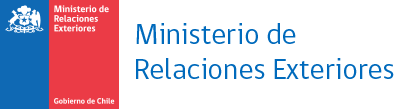 Ministerio de
Relaciones
Exteriores
Gobierno de Chile
Ministerio de
Relaciones Exteriores